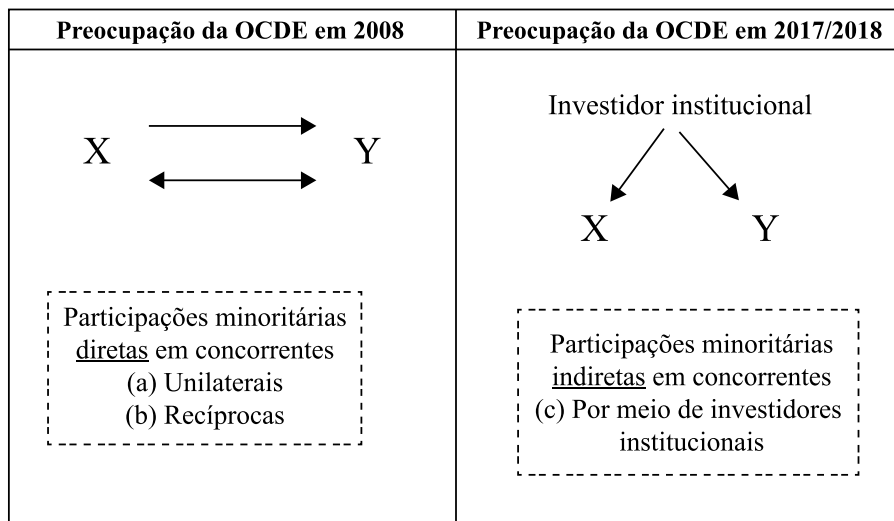 Preocupação da OCDE em 2008
X
Y
Participações minoritárias
diretas em concorrentes
(a) Unilaterais
(b) Recíprocas
Preocupação da OCDE em 2017/2018
Investidor institucional
X
Y
Participações minoritárias
indiretas em concorrentes
(c) Por meio de investidores
institucionais